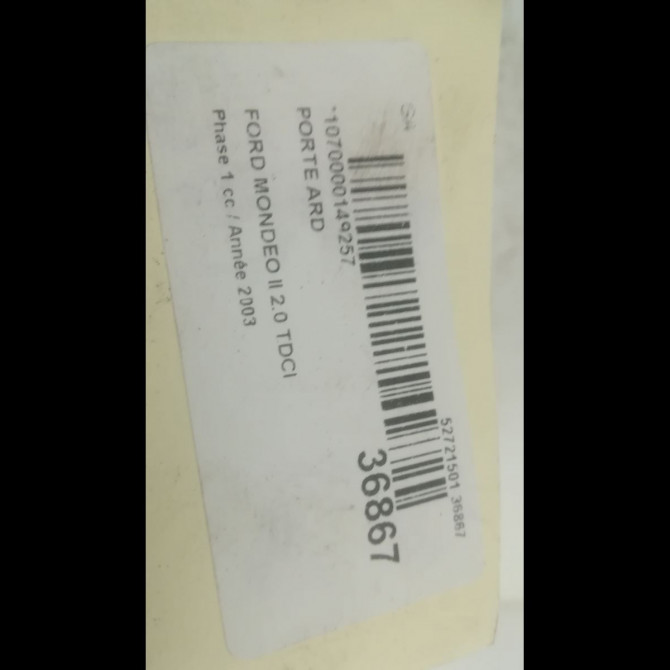 52721501 36867
36867
*1070000149257
PORTE ARD
FORD MONDEO II 2.0 TDCI
Phase 1 cc / Année 2003